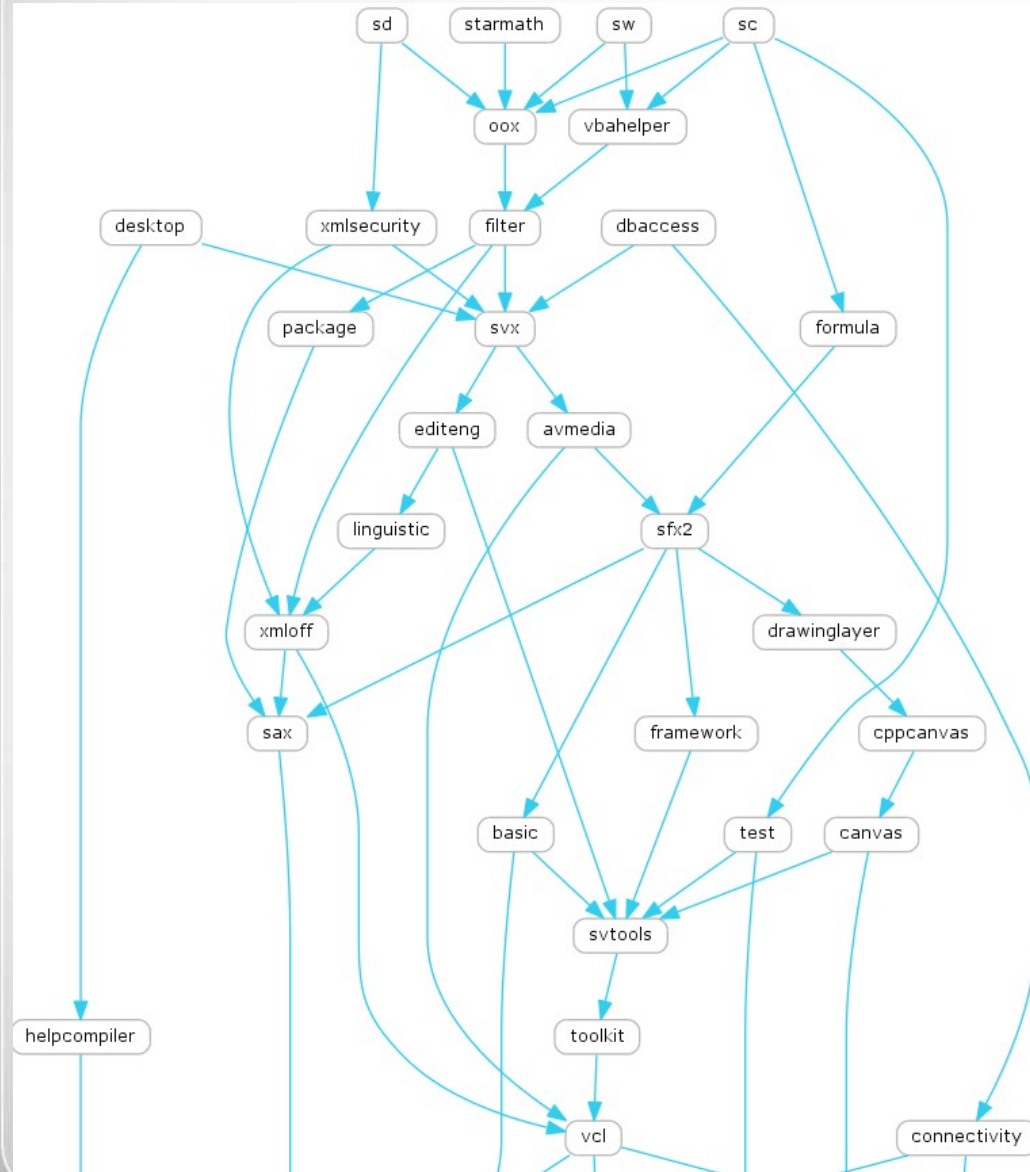 sd
starmath
sw
sc
oox
vbahelper
desktop
xmlsecurity
filter
dbaccess
package
svx
formula
editeng
avmedia
linguistic
sfx2
xmloff
drawinglayer
sax
framework
cppcanvas
basic
test
canvas
svtools
helpcompiler
toolkit
vcl
connectivity